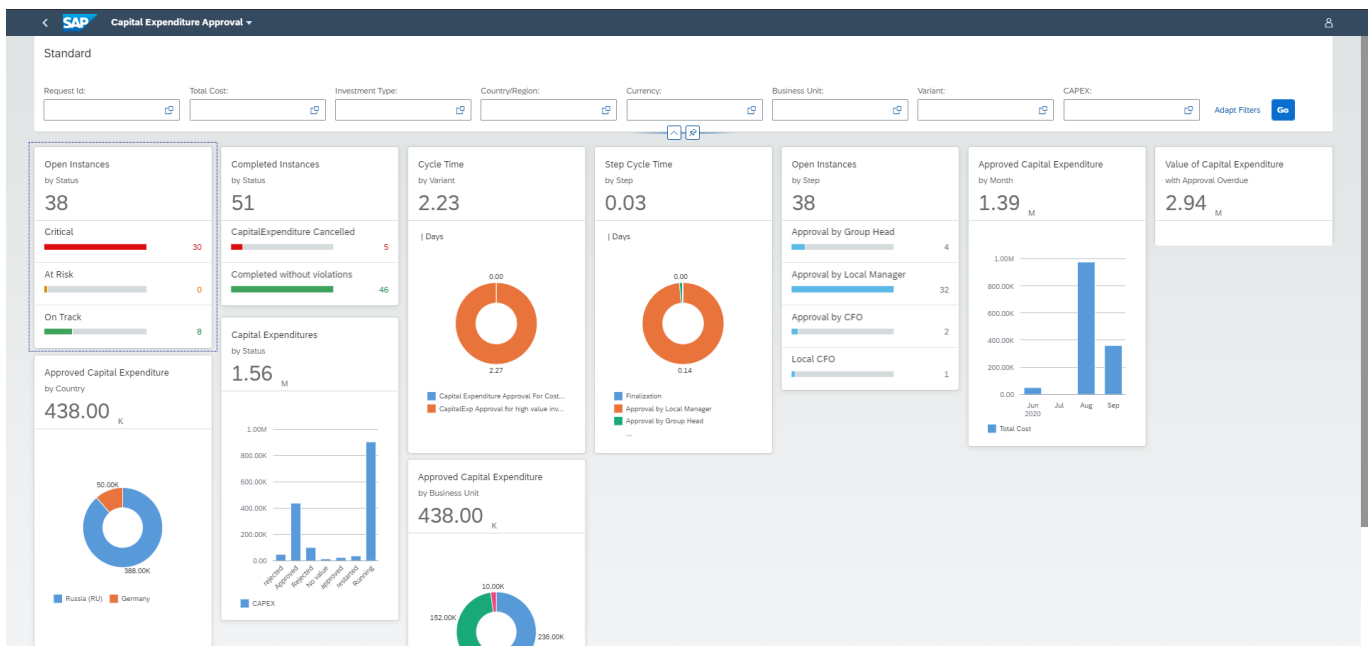 SAP Capital Expenditure Approval
Standard
Request Id: Total Cost: Investment Type: Country/Region: Currency: Business Unit: Variant: CAPEX:
Adapt Filters Go
Open Instances
by Status
38
Critical
30
At Risk
0
On Track
8
Completed Instances
by Status
51
CapitalExpenditure Cancelled
5
Completed without violations
46
Cycle Time
by Variant
2.23
| Days
0.00
2.27
Capital Expenditure Approval For Cost...
CapitalExp Approval for high value inv...
Step Cycle Time
by Step
0.03
| Days
0.00
0.14
Finalization
Approval by Local Manager
Approval by Group Head
...
Open Instances
by Step
38
Approval by Group Head
4
Approval by Local Manager
32
Approval by CFO
2
Local CFO
1
Approved Capital Expenditure
by Month
1.39 M
1.00M
800.00K
600.00K
400.00K
200.00K
0.00
Jun Jul Aug Sep
2020
Total Cost
Value of Capital Expenditure
with Approval Overdue
2.94 M
Approved Capital Expenditure
by Country
438.00 K
50.00K
388.00K
Russia (RU) Germany
Capital Expenditures
by Status
1.56 M
1.00M
800.00K
600.00K
400.00K
200.00K
0.00
rejected Approved Rejected No value approved restarted Running
CAPEX
Approved Capital Expenditure
by Business Unit
438.00 K
10.00K
152.00K
236.00K